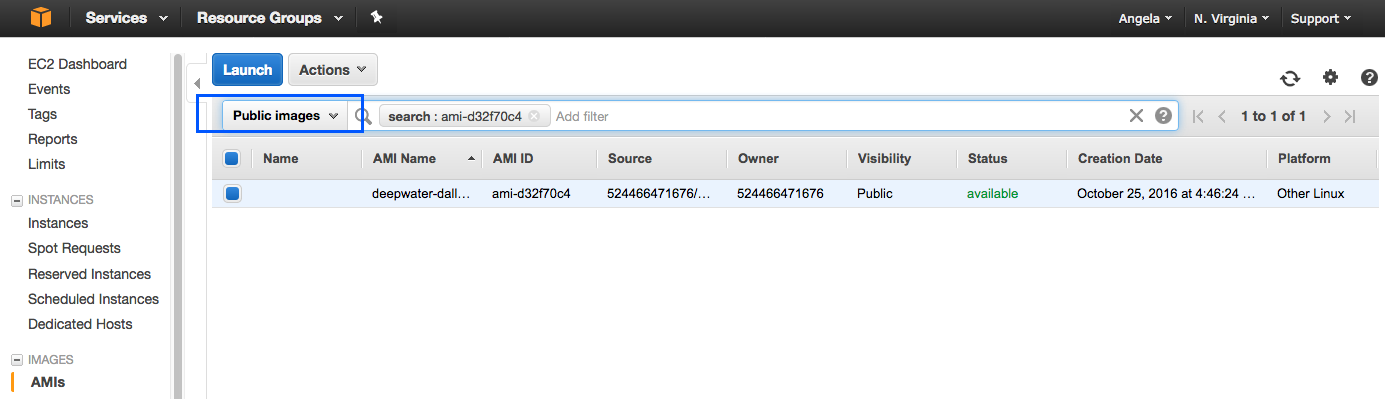 Services Resource Groups Angela N. Virginia Support
EC2 Dashboard
Events
Tags
Reports
Limits
INSTANCES
Instances
Spot Requests
Reserved Instances
Scheduled Instances
Dedicated Hosts
IMAGES
AMIs
Launch Actions
Public images search : ami-d32f70c4 Add filter 1 to 1 of 1
Name AMI Name AMI ID Source Owner Visibility Status Creation Date Platform
deepwater-dall... ami-d32f70c4 524466471676/... 524466471676 Public available October 25, 2016 at 4:46:24 ... Other Linux